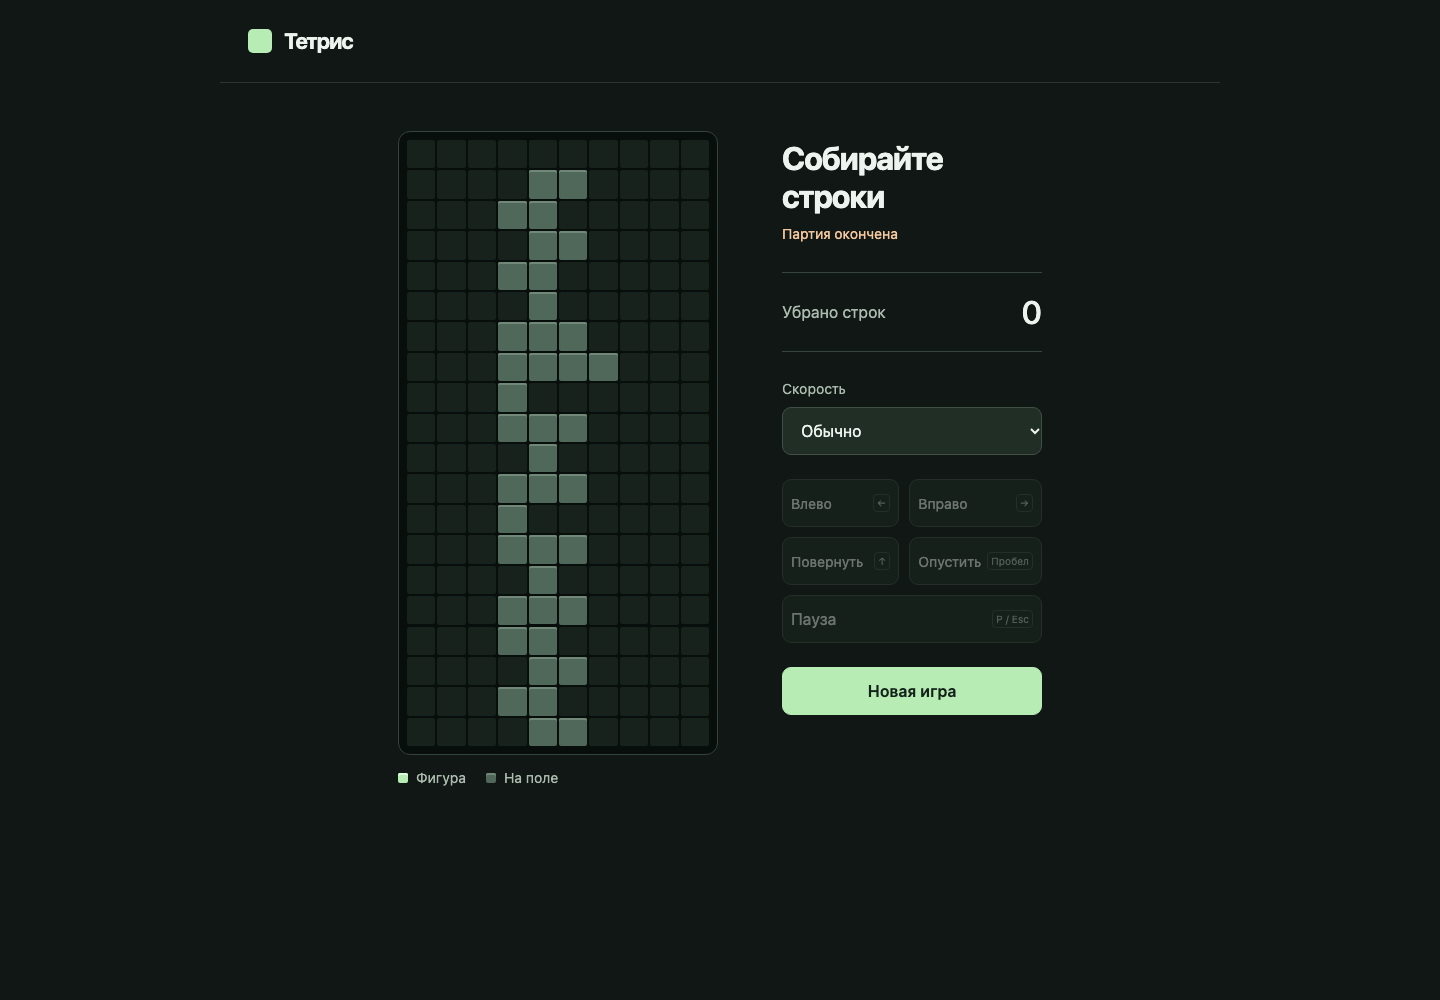 Тетрис
Собирайте
строки
Партия окончена
Убрано строк 0
Скорость
Обычно
Влево ← Вправо →
Повернуть ↑ Опустить Пробел
Пауза P / Esc
Новая игра
Фигура На поле